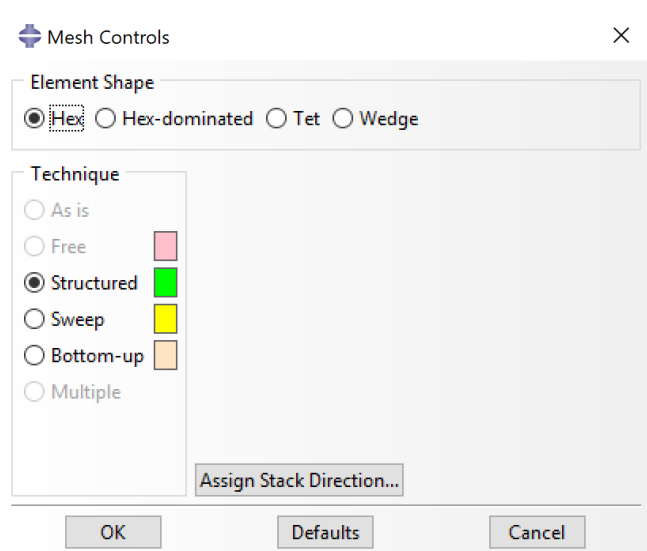 Mesh Controls
Element Shape
Hex Hex-dominated Tet Wedge
Technique
As is
Free
Structured
Sweep
Bottom-up
Multiple
Assign Stack Direction...
OK Defaults Cancel